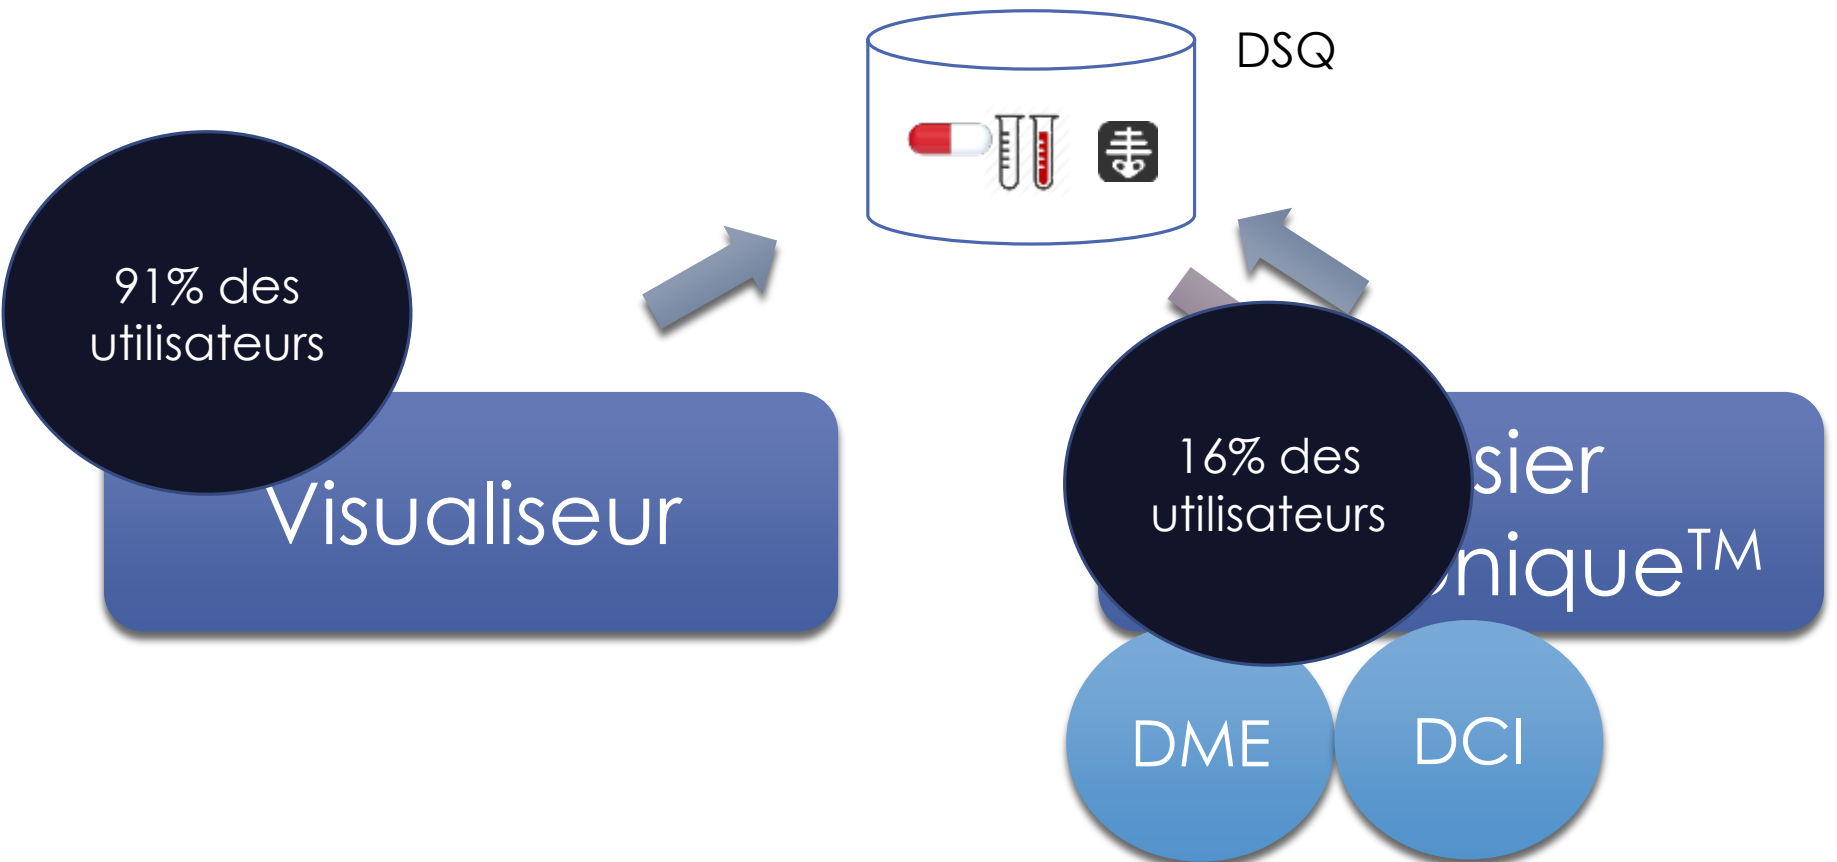 DSQ
91% des
utilisateurs
Visualiseur
16% des
utilisateurs
sier
nique™
DME
DCI